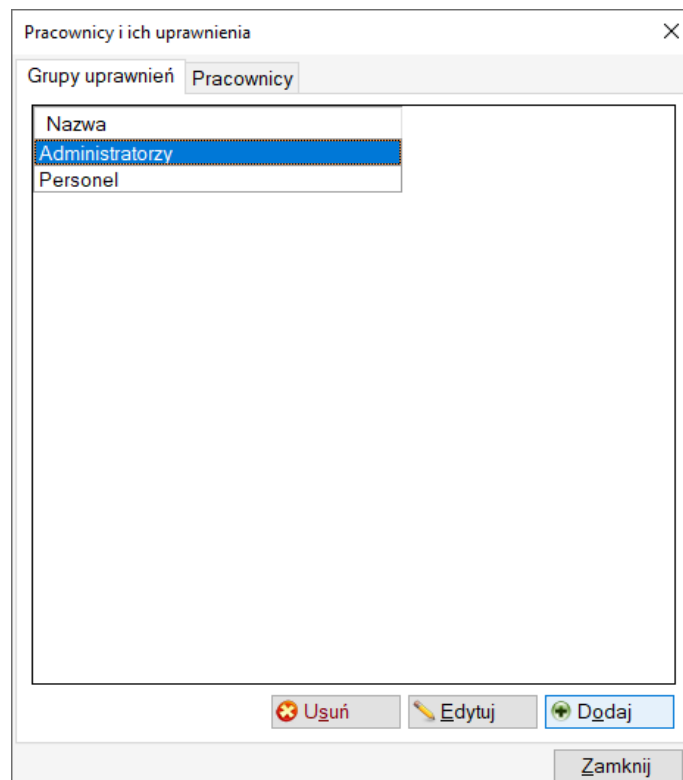 Pracownicy i ich uprawnienia
Grupy uprawnień Pracownicy
Nazwa
Administratorzy
Personel
Usuń Edytuj Dodaj
Zamknij